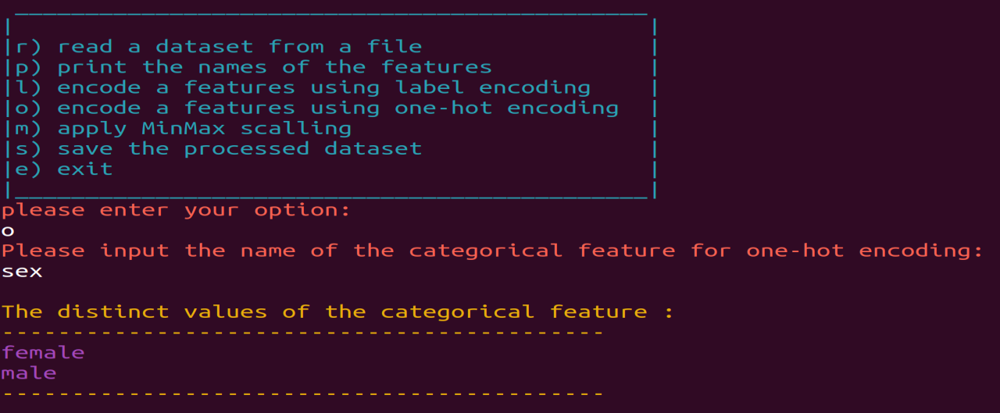 r) read a dataset from a file
p) print the names of the features
l) encode a features using label encoding
o) encode a features using one-hot encoding
m) apply MinMax scalling
s) save the processed dataset
e) exit
please enter your option:
o
Please input the name of the categorical feature for one-hot encoding:
sex
The distinct values of the categorical feature :
female
male